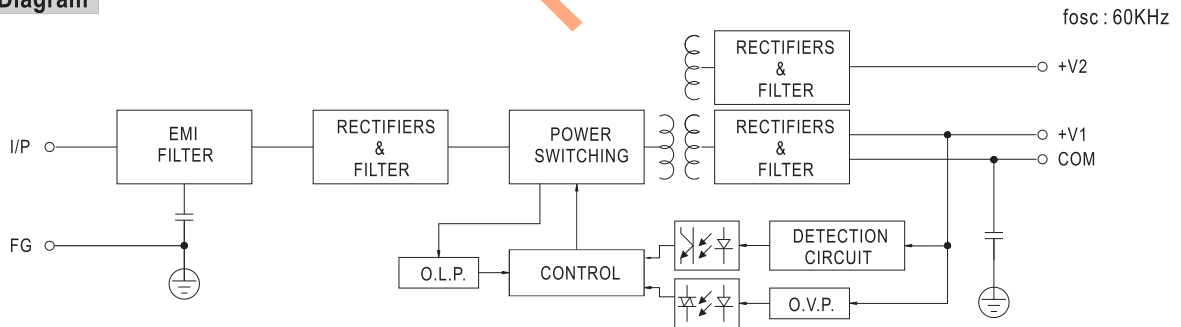 Diagram
fosc : 60KHz
RECTIFIERS
&
FILTER
+V2
I/P
EMI
FILTER
RECTIFIERS
&
FILTER
POWER
SWITCHING
RECTIFIERS
&
FILTER
+V1
COM
FG
O.L.P.
CONTROL
DETECTION
CIRCUIT
O.V.P.